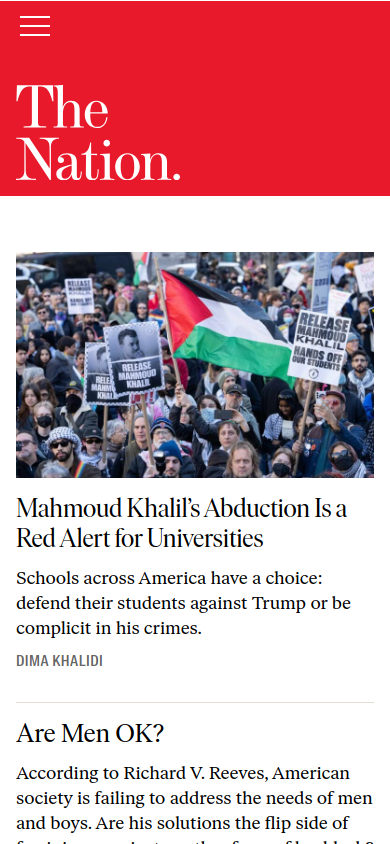 The
Nation.
RELEASE
MAHMOUD
KHALIL
RELEASE
MAHMOUD
KHALIL
HANDS OFF
OUR STUDENTS
RELEASE
MAHMOUD
KHALIL
Mahmoud Khalil's Abduction Is a
Red Alert for Universities
Schools across America have a choice:
defend their students against Trump or be
complicit in his crimes.
DIMA KHALIDI
Are Men OK?
According to Richard V. Reeves, American
society is failing to address the needs of men
and boys. Are his solutions the flip side of